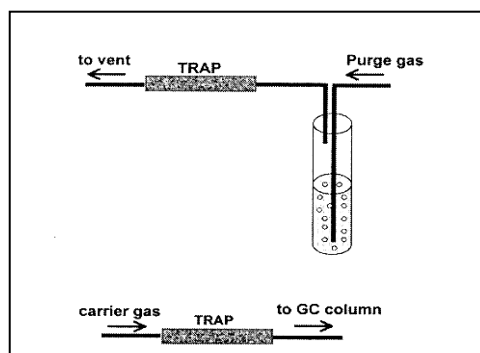 to vent
TRAP
Purge gas
carrier gas
TRAP
to GC column